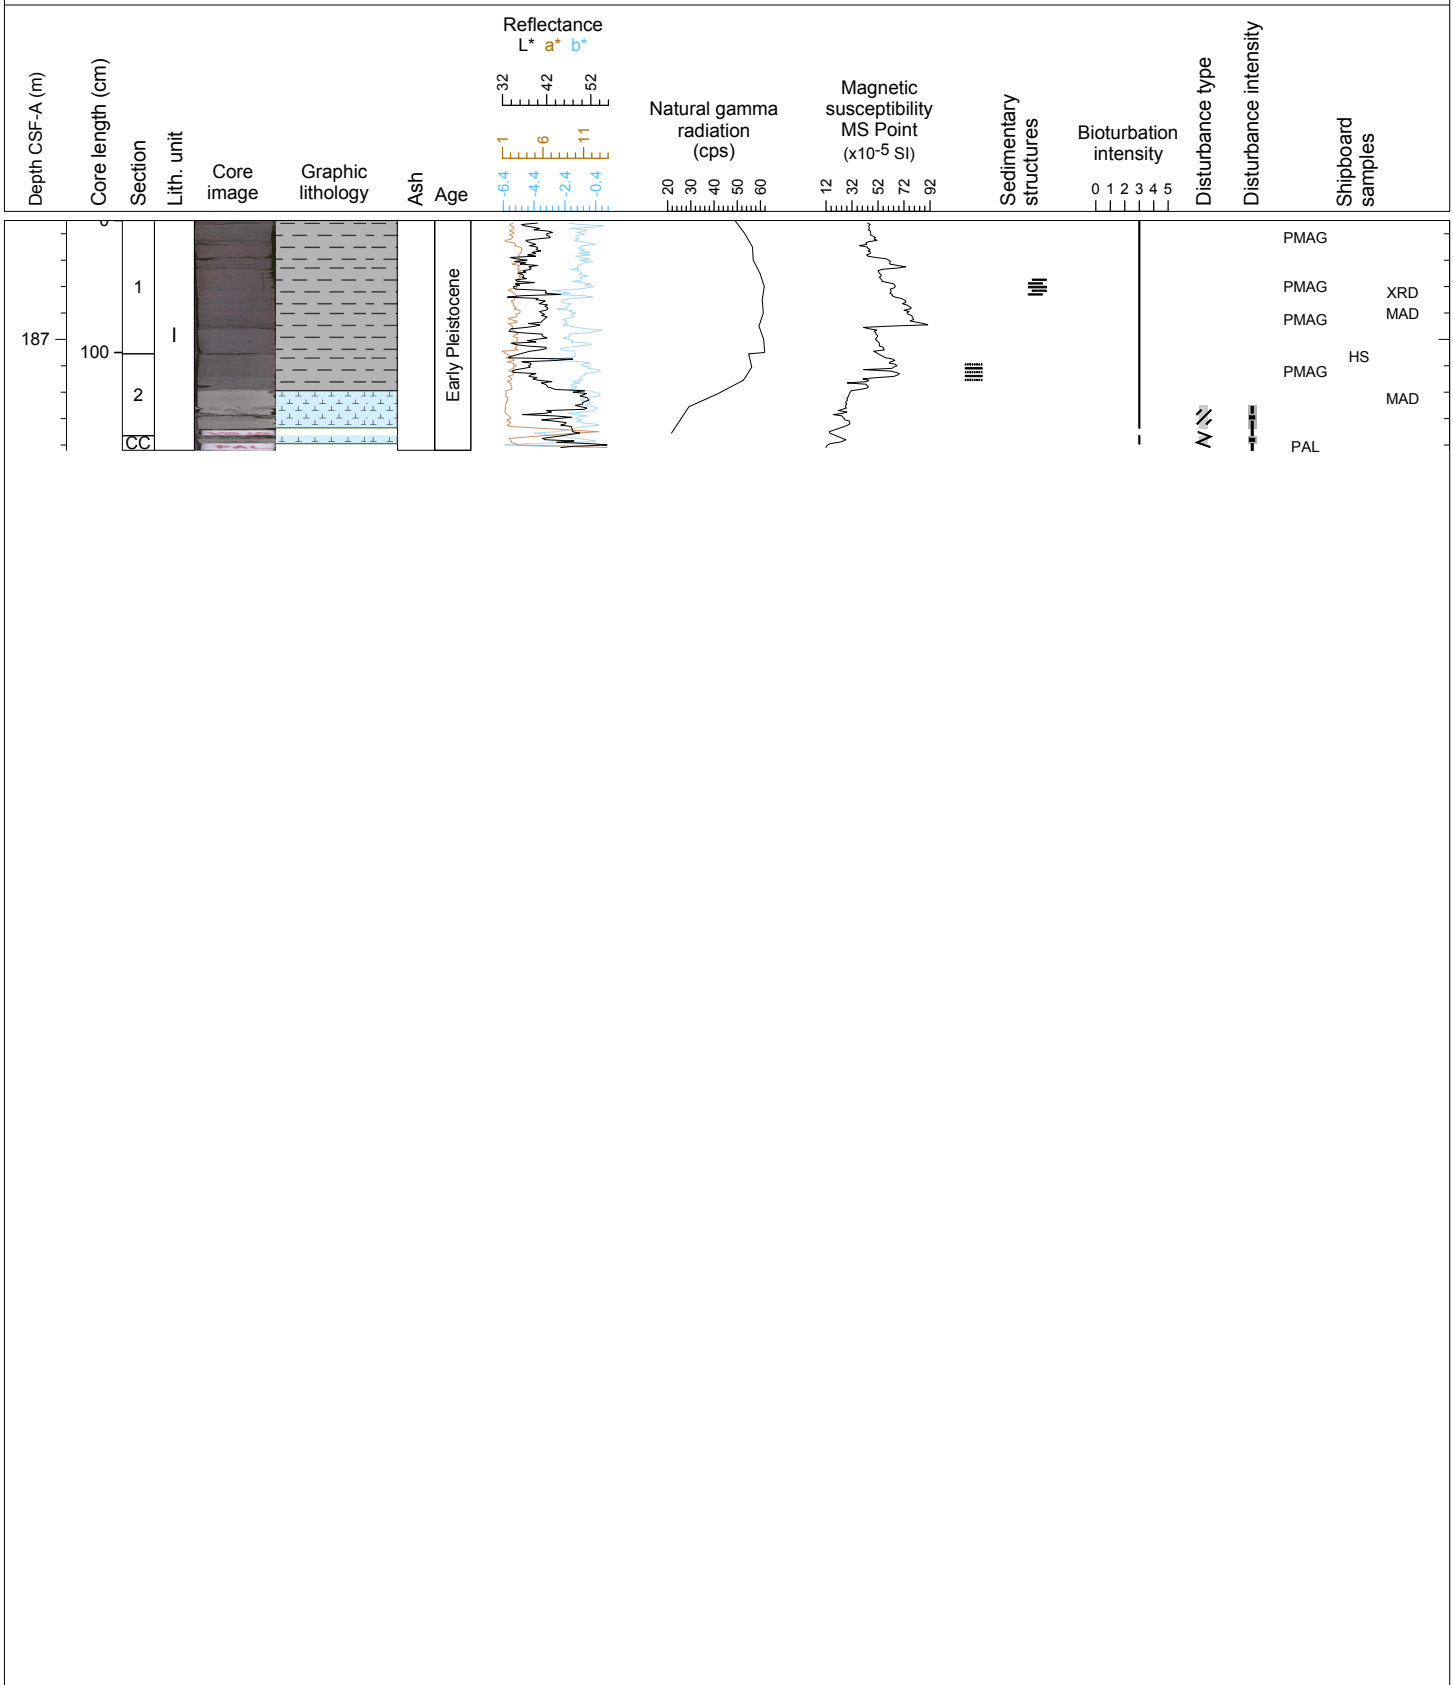 Depth CSF-A (m)
Core length (cm)
Section
Lith. unit
Core
image
Graphic
lithology
Ash
Age
Reflectance
L* a* b*
32 42 52
1 6 11
-6.4 -4.4 -2.4 -0.4
Natural gamma
radiation
(cps)
20 30 40 50 60
Magnetic
susceptibility
MS Point
(x10-5 SI)
12 32 52 72 92
Sedimentary
structures
Bioturbation
intensity
0 1 2 3 4 5
Disturbance type
Disturbance intensity
Shipboard
samples
0
187
100
1
2
CC
I
Early Pleistocene
PMAG
PMAG
XRD
PMAG
MAD
HS
PMAG
MAD
PAL
PAL